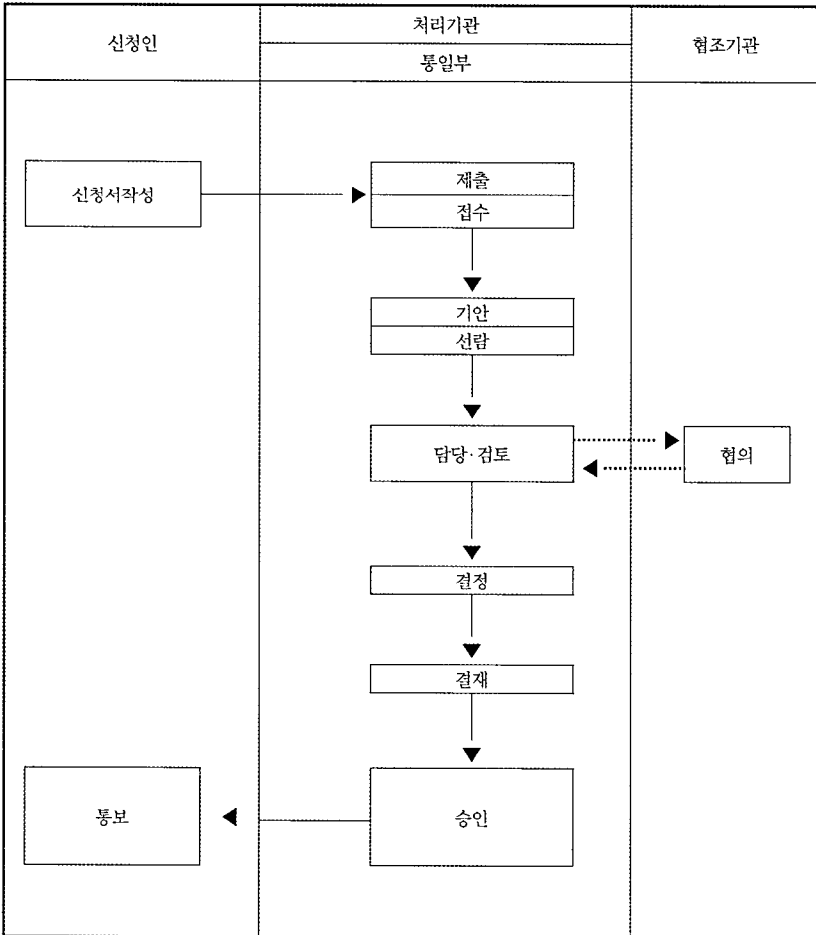 신청인
처리기관
통일부
협조기관
신청서작성
제출
접수
기안
선람
담당·검토
협의
결정
결재
통보
승인